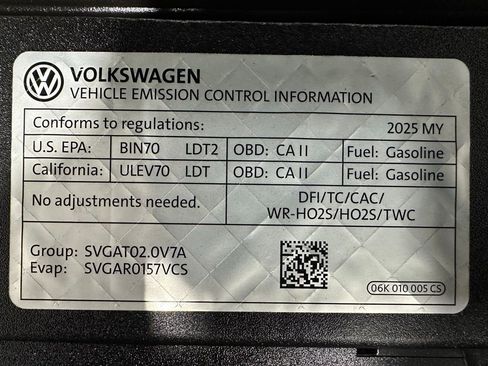 VOLKSWAGEN
VEHICLE EMISSION CONTROL INFORMATION
Conforms to regulations: 2025 MY
U.S. EPA: BIN70 LDT2 OBD: CA II Fuel: Gasoline
California: ULEV70 LDT OBD: CA II Fuel: Gasoline
No adjustments needed. DFI/TC/CAC/
WR-HO2S/HO2S/TWC
Group: SVGAT02.0V7A
Evap: SVGAR0157VCS
06K 010 005 CS